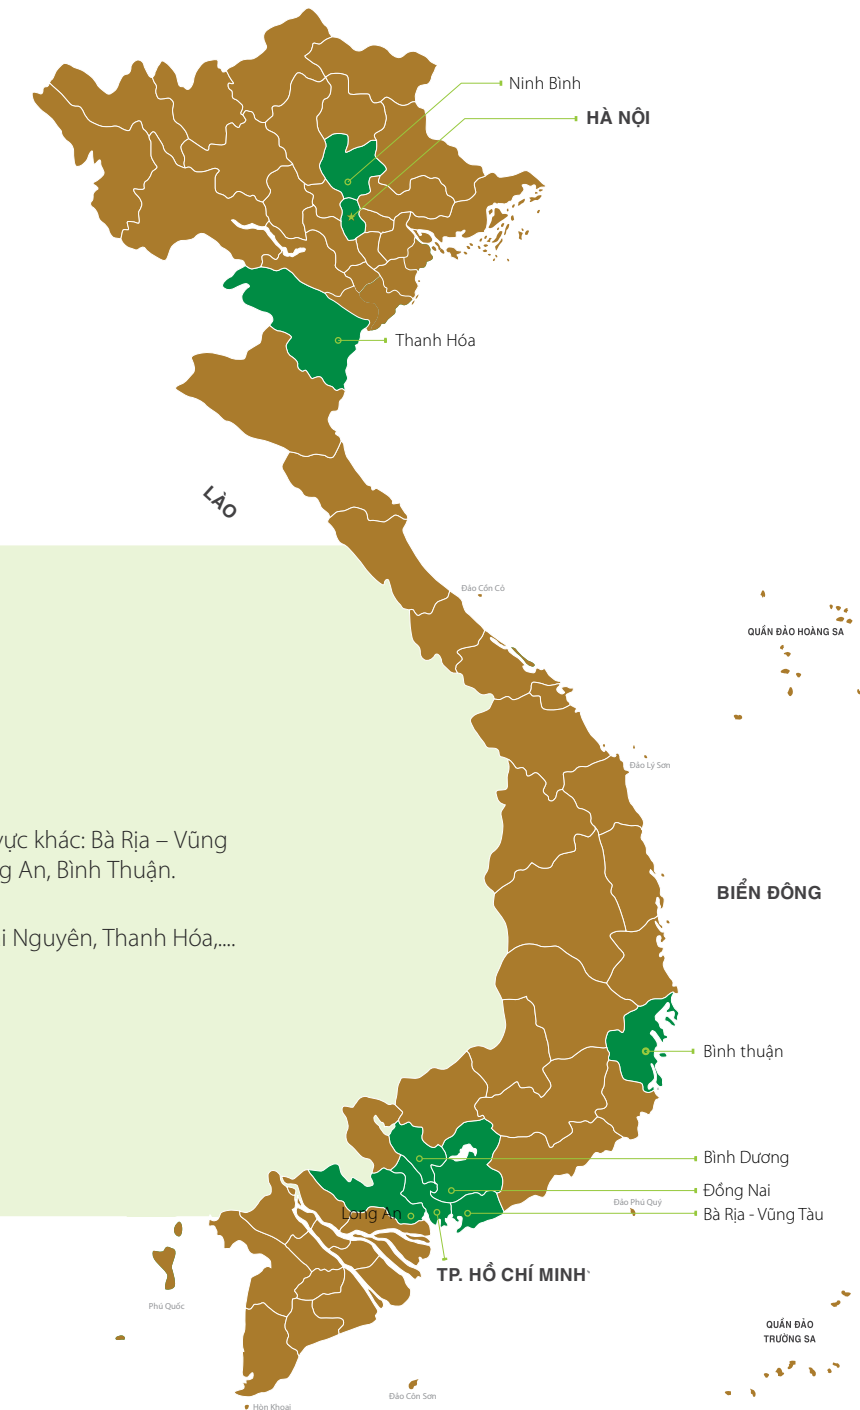 Ninh Bình
HÀ NỘI
Thanh Hóa
LÀO
Đảo Cồn Cỏ
QUẦN ĐẢO HOÀNG SA
Đảo Lý Sơn
vực khác: Bà Rịa – Vũng
g An, Bình Thuận.
BIỂN ĐÔNG
i Nguyên, Thanh Hóa,....
Bình thuận
Bình Dương
Đồng Nai
Đảo Phú Quý
Long An
Bà Rịa - Vũng Tàu
TP. HỒ CHÍ MINH`
Phú Quốc
QUẦN ĐẢO
TRƯỜNG SA
Đảo Côn Sơn
Hòn Khoai